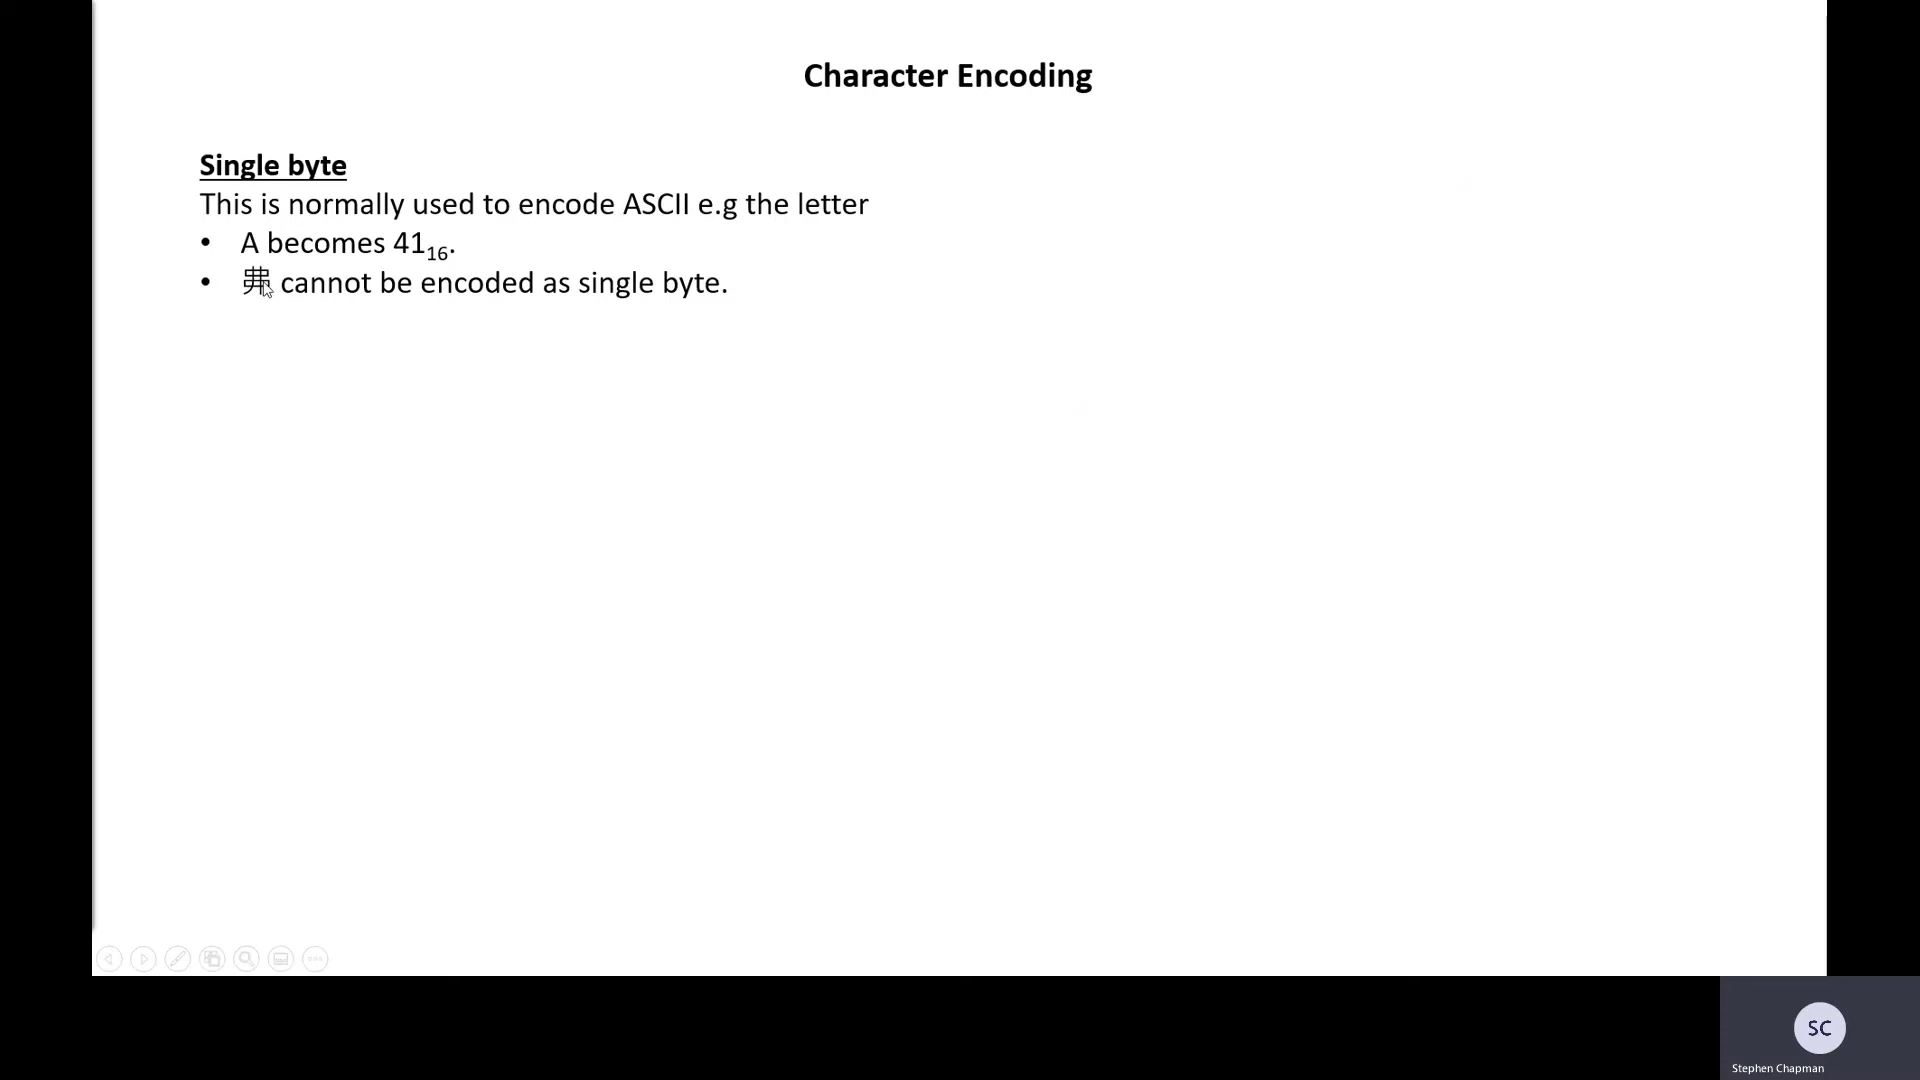 Character Encoding
Single byte
This is normally used to encode ASCII e.g the letter
• A becomes 41₁₆.
• cannot be encoded as single byte.
SC
Stephen Chapman